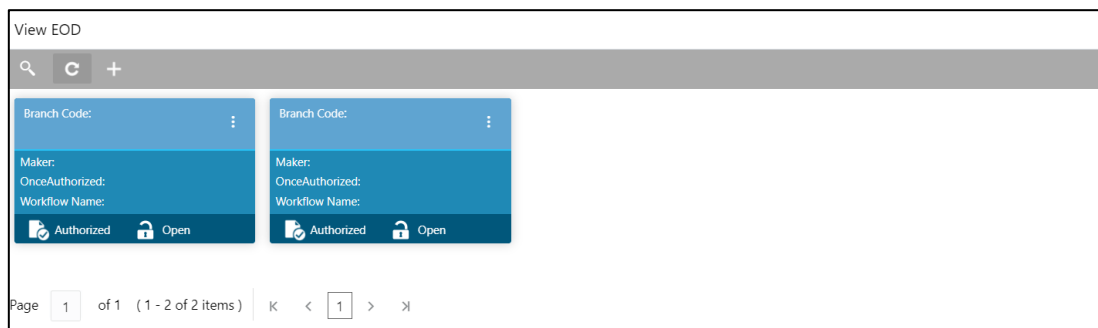 View EOD
Branch Code:
Maker:
OnceAuthorized:
Workflow Name:
Authorized Open
Branch Code:
Maker:
OnceAuthorized:
Workflow Name:
Authorized Open
Page 1 of 1 ( 1 - 2 of 2 items ) 1